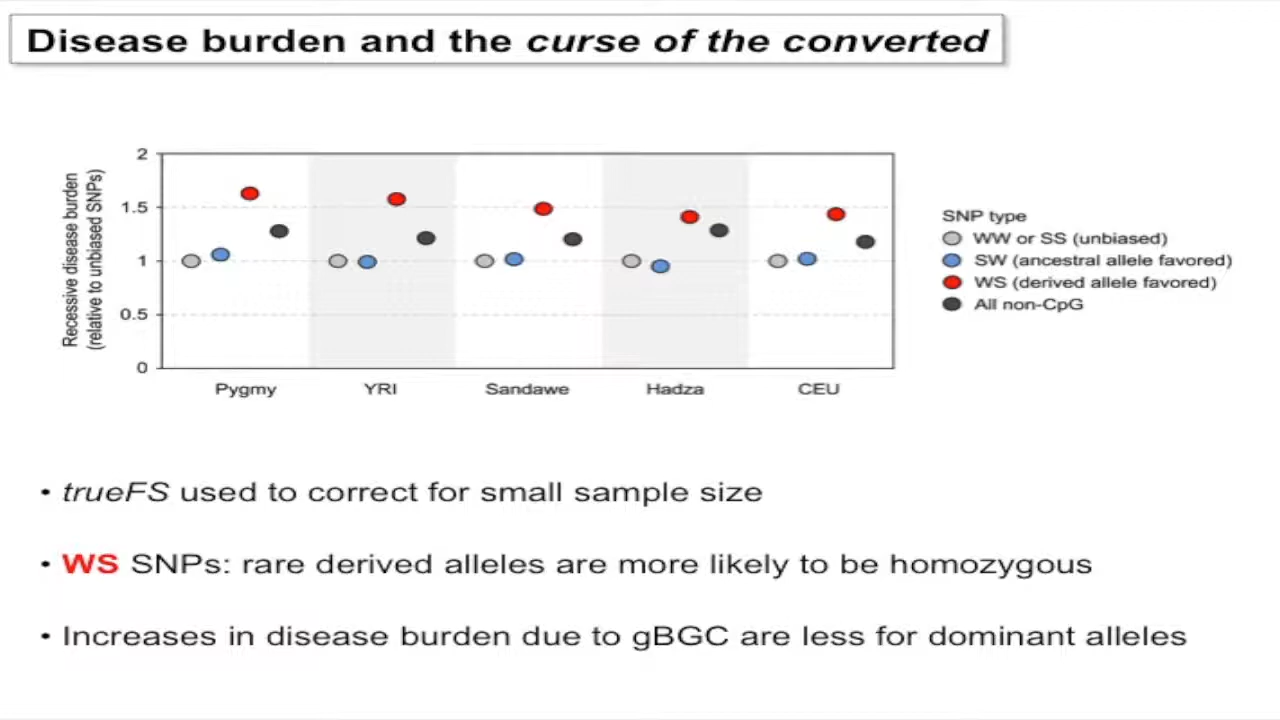 Disease burden and the curse of the converted
Recessive disease burden
(relative to unbiased SNPs)
2
1.5
1
0.5
0
Pygmy
YRI
Sandawe
Hadza
CEU
SNP type
WW or SS (unbiased)
SW (ancestral allele favored)
WS (derived allele favored)
All non-CpG
• trueFS used to correct for small sample size
• WS SNPs: rare derived alleles are more likely to be homozygous
• Increases in disease burden due to gBGC are less for dominant alleles